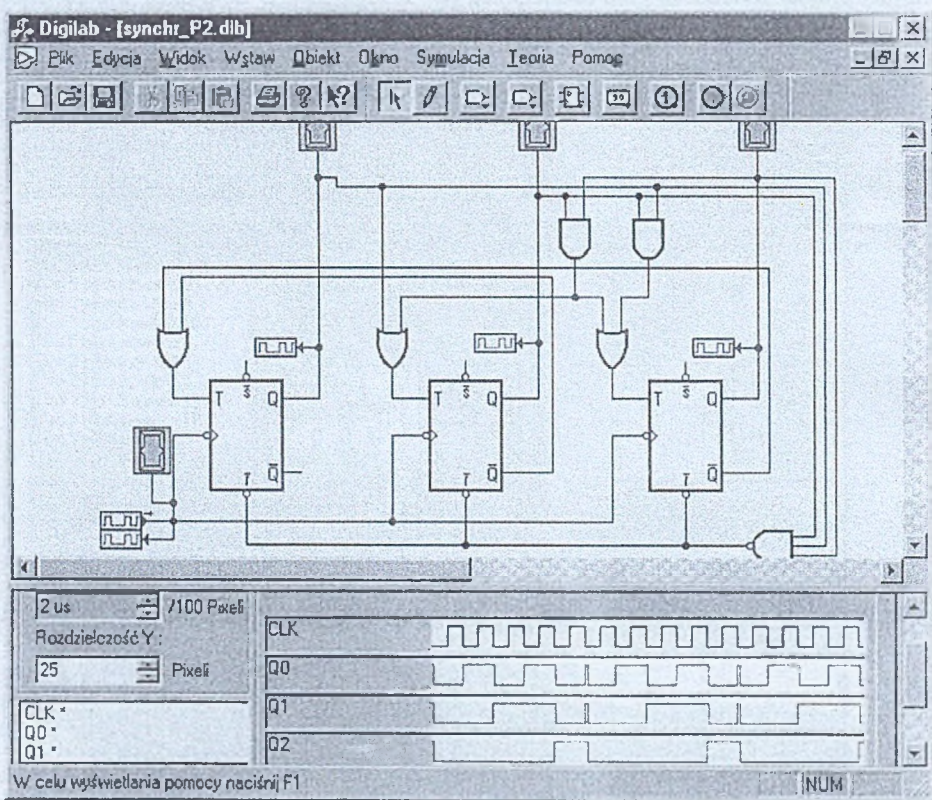 Digilab - [synchr_P2.dlb]
Plik Edycja Widok Wstaw Obiekt Okno Symulacja Teoria Pomoc
T S Q
T S Q
T S Q
Q
Q
Q
T
T
T
2 us /100 Pixeli
Rozdzielczość Y :
25 Pixeli
CLK *
Q0 *
Q1 *
CLK
Q0
Q1
Q2
W celu wyświetlania pomocy naciśnij F1
NUM